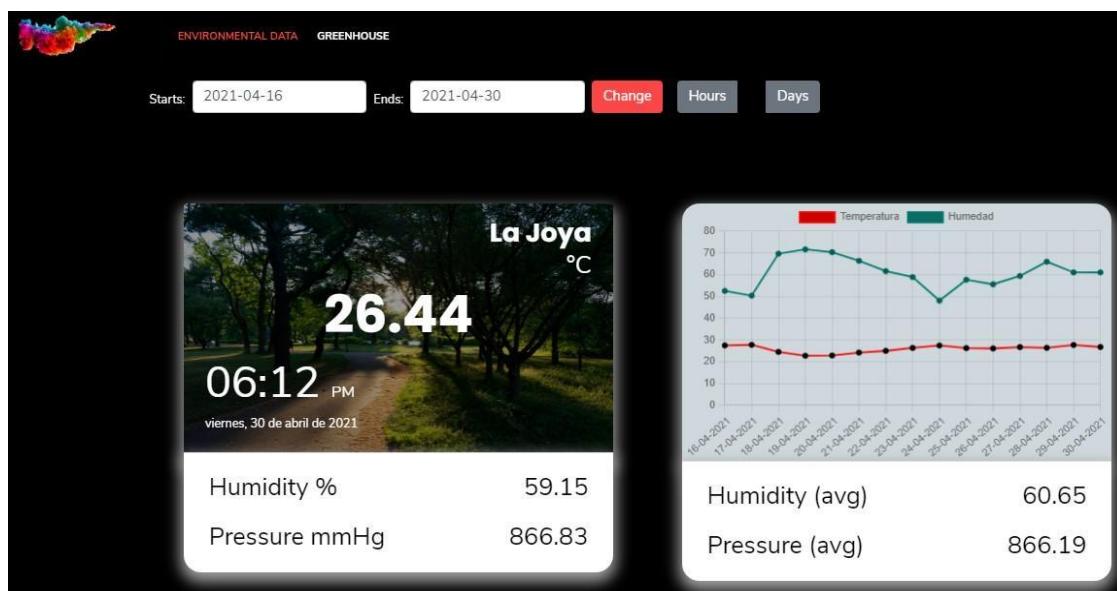 ENVIRONMENTAL DATA GREENHOUSE
Starts: 2021-04-16 Ends: 2021-04-30 Change Hours Days
La Joya
°C
26.44
06:12 PM
viernes, 30 de abril de 2021
Humidity % 59.15
Pressure mmHg 866.83
Temperatura Humedad
80
70
60
50
40
30
20
10
0
16-04-2021 17-04-2021 18-04-2021 19-04-2021 20-04-2021 21-04-2021 22-04-2021 23-04-2021 24-04-2021 25-04-2021 26-04-2021 27-04-2021 28-04-2021 29-04-2021 30-04-2021
Humidity (avg) 60.65
Pressure (avg) 866.19